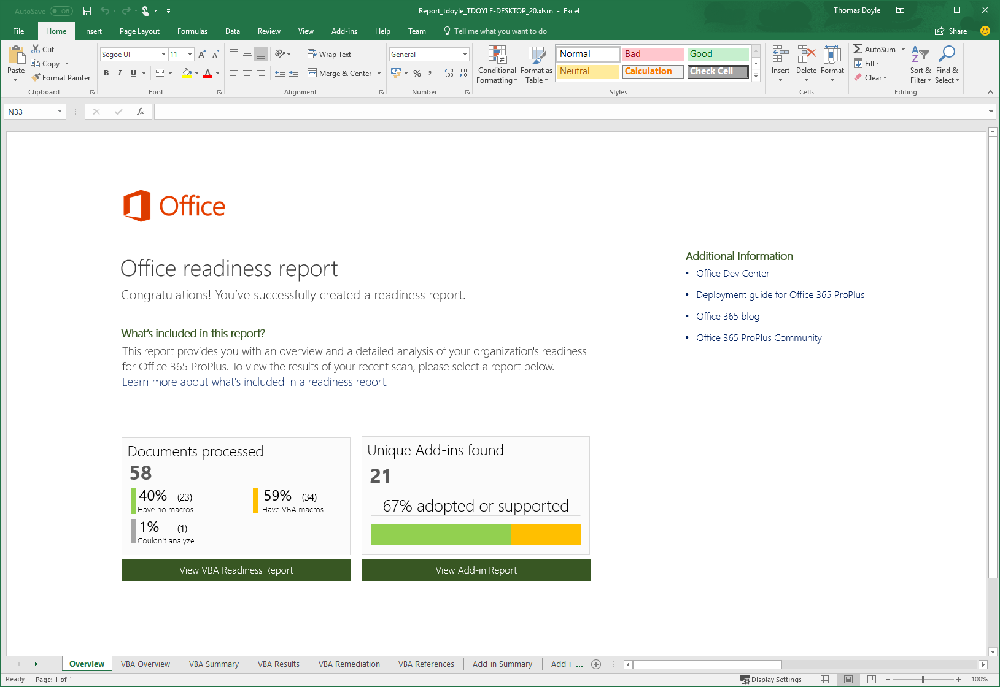 AutoSave Off
Report_tdoyle_TDOYLE-DESKTOP_20.xlsm - Excel
Thomas Doyle
File Home Insert Page Layout Formulas Data Review View Add-ins Help Team Tell me what you want to do Share
Paste
Cut
Copy
Format Painter
Clipboard
Segoe UI 11
B I U
Font
Wrap Text
Merge & Center
Alignment
General
% ,
Number
Conditional Formatting
Format as Table
Normal Bad Good
Neutral Calculation Check Cell
Styles
Insert Delete Format
Cells
AutoSum
Fill
Clear
Sort & Filter
Find & Select
Editing
N33
fx
Office
Office readiness report
Congratulations! You've successfully created a readiness report.
What's included in this report?
This report provides you with an overview and a detailed analysis of your organization's readiness
for Office 365 ProPlus. To view the results of your recent scan, please select a report below.
Learn more about what's included in a readiness report.
Additional Information
• Office Dev Center
• Deployment guide for Office 365 ProPlus
• Office 365 blog
• Office 365 ProPlus Community
Documents processed
58
40% (23)
Have no macros
59% (34)
Have VBA macros
1% (1)
Couldn't analyze
View VBA Readiness Report
Unique Add-ins found
21
67% adopted or supported
View Add-in Report
Overview VBA Overview VBA Summary VBA Results VBA Remediation VBA References Add-in Summary Add-i ...
Ready Page: 1 of 1
Display Settings
100%